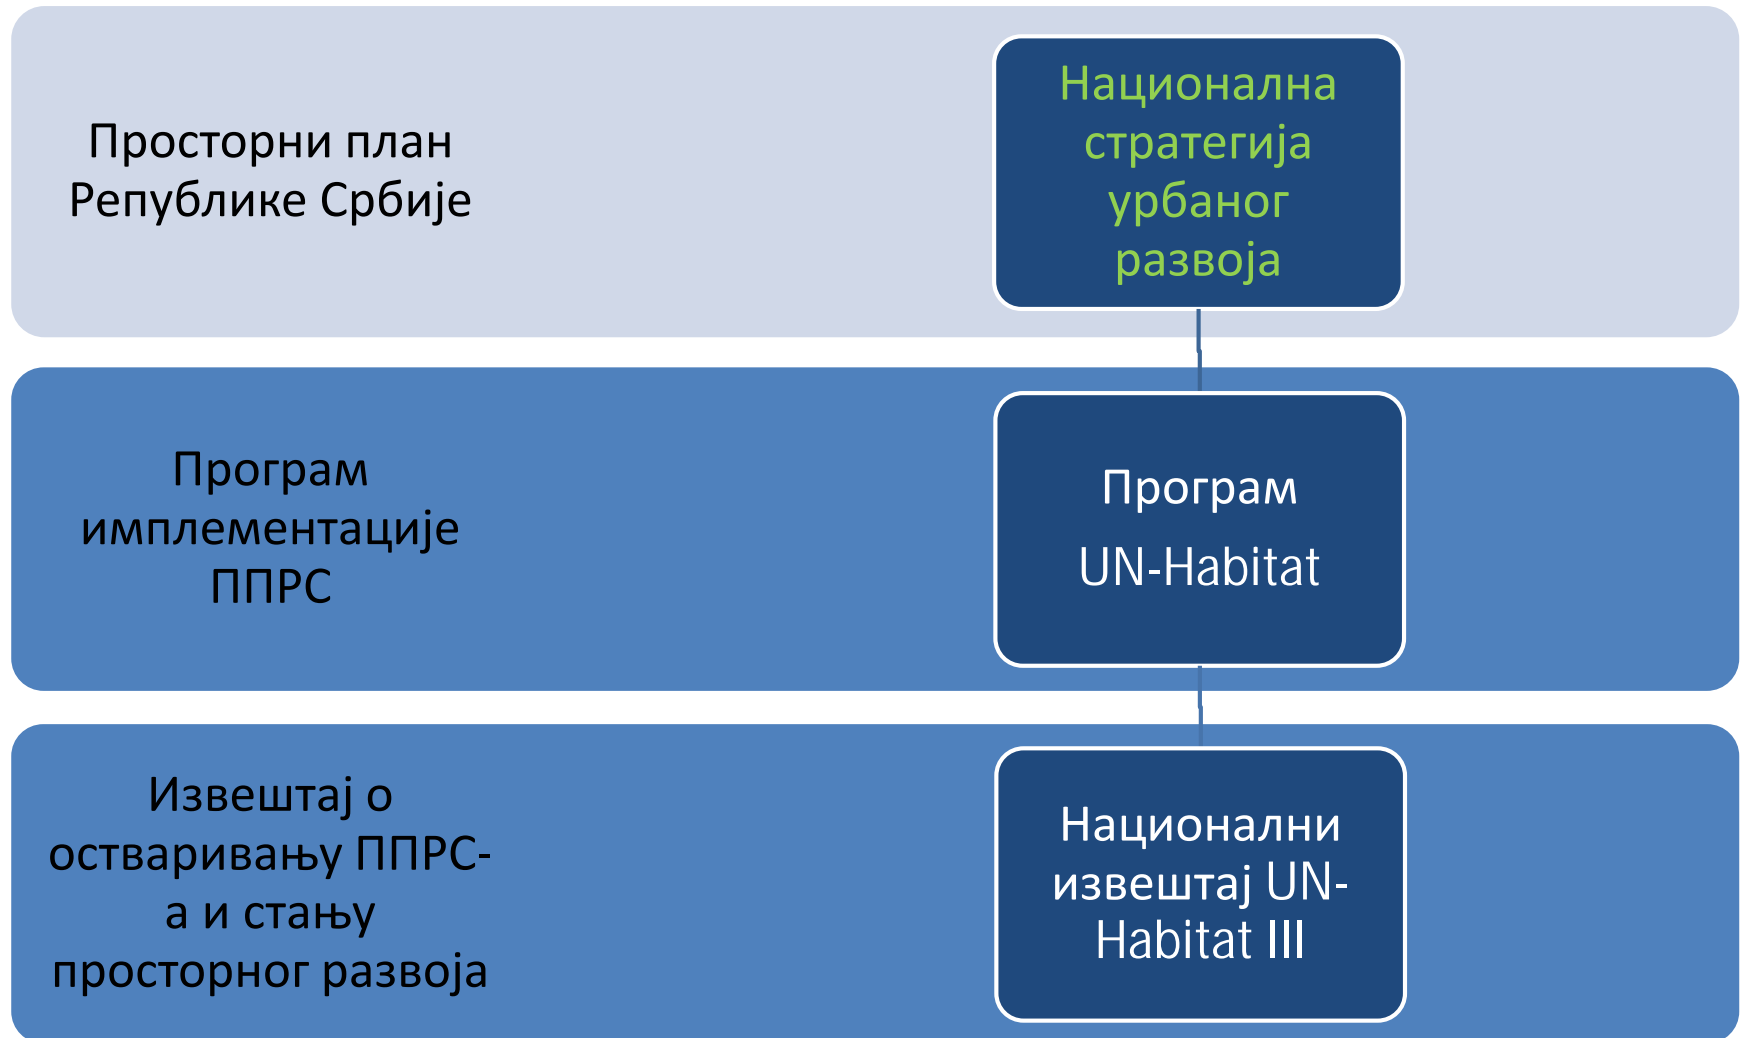 Просторни план
Републике Србије
Национална
стратегија
урбаног
развоја
Програм
имплементације
ППРС
Програм
UN-Habitat
Извештај о
остваривању ППРС-
а и стању
просторног развоја
Национални
извештај UN-
Habitat III